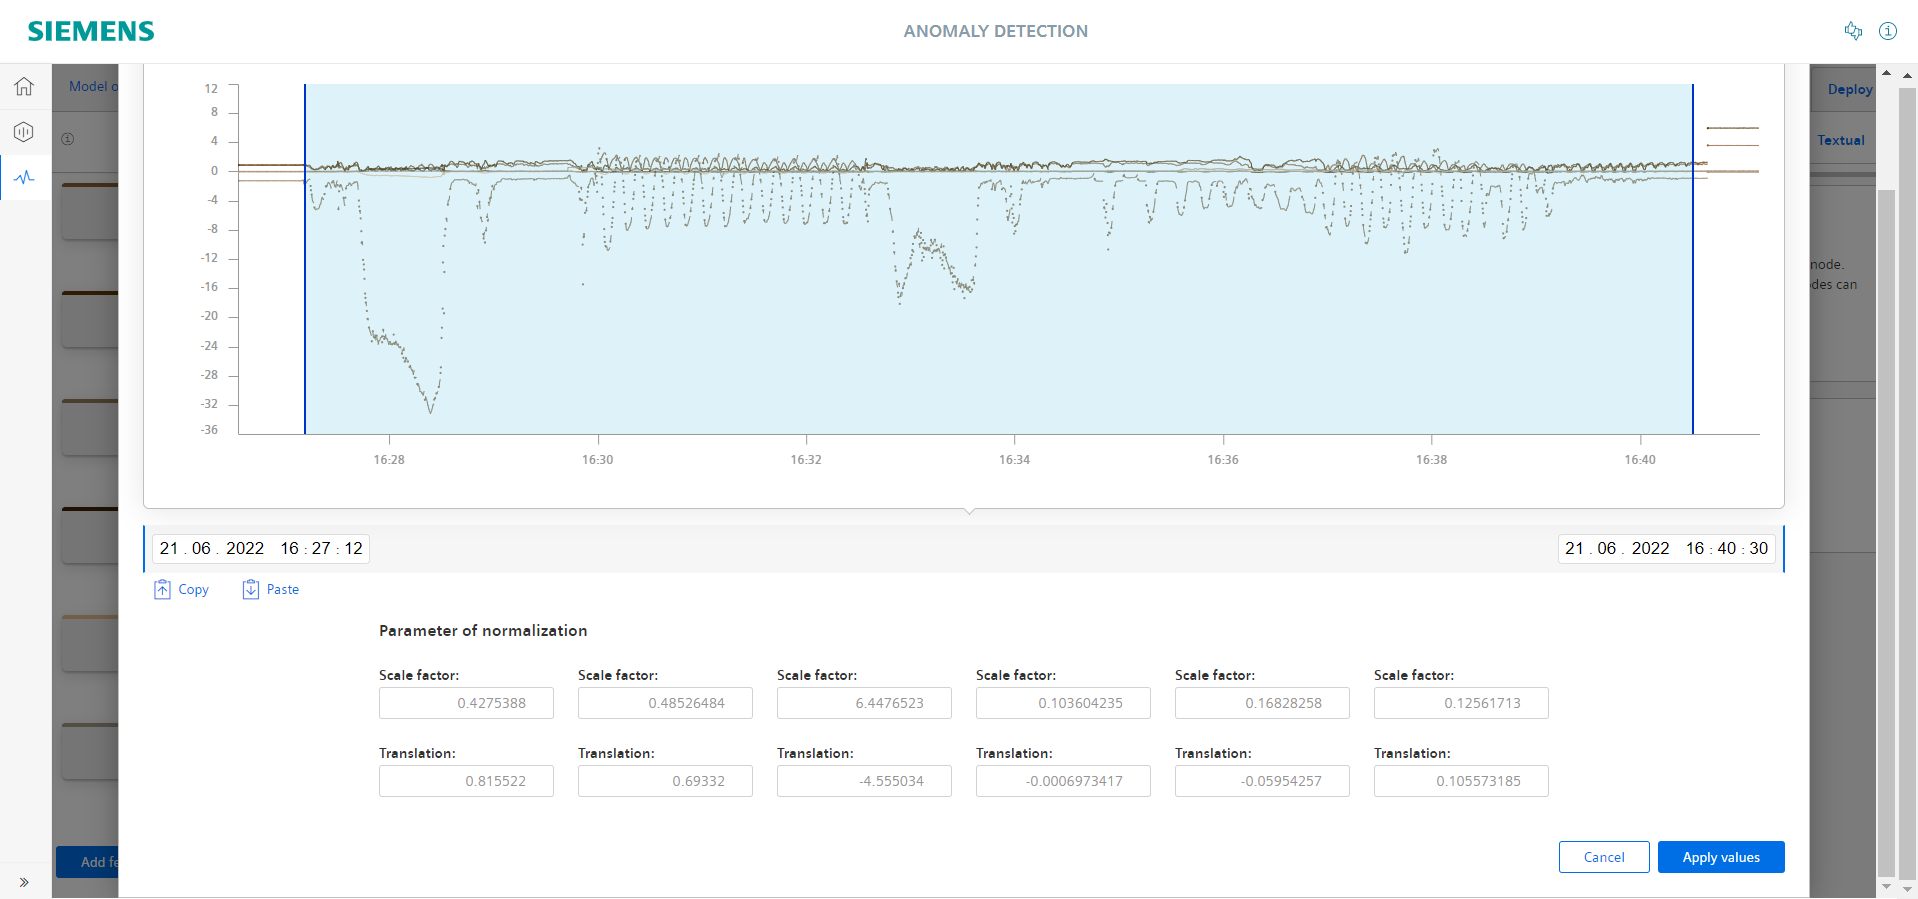 SIEMENS
ANOMALY DETECTION
Model o
Deploy
Textual
node.
des can
12
8
4
0
-4
-8
-12
-16
-20
-24
-28
-32
-36
16:28 16:30 16:32 16:34 16:36 16:38 16:40
21 . 06 . 2022 16 : 27 : 12
21 . 06 . 2022 16 : 40 : 30
Copy Paste
Parameter of normalization
Scale factor: Scale factor: Scale factor: Scale factor: Scale factor: Scale factor:
0.4275388 0.48526484 6.4476523 0.103604235 0.16828258 0.12561713
Translation: Translation: Translation: Translation: Translation: Translation:
0.815522 0.69332 -4.555034 -0.0006973417 -0.05954257 0.105573185
Add fe
Cancel Apply values